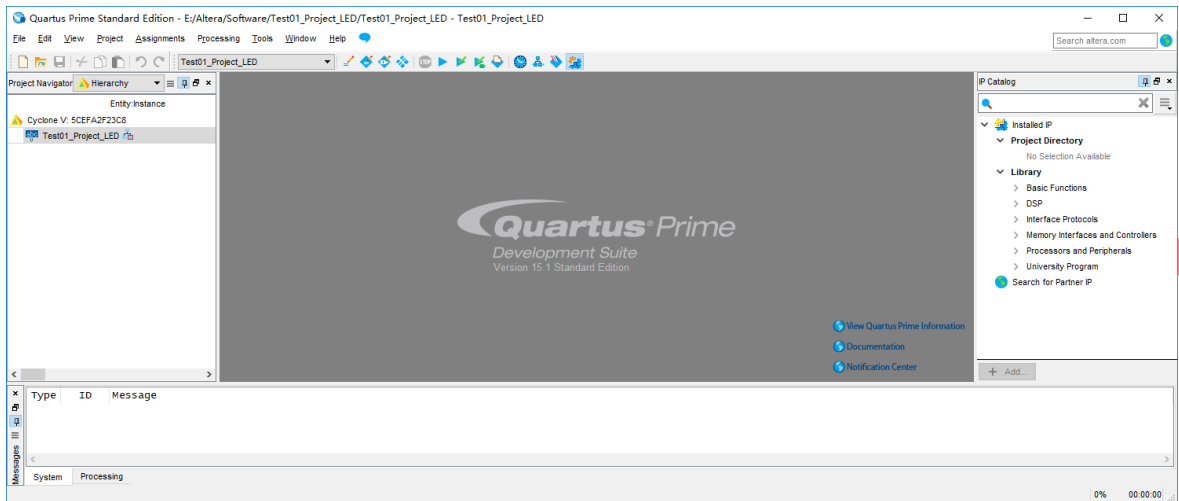 Quartus Prime Standard Edition - E:/Altera/Software/Test01_Project_LED/Test01_Project_LED - Test01_Project_LED
File Edit View Project Assignments Processing Tools Window Help
Search altera.com
Test01_Project_LED
Project Navigator Hierarchy
Entity:Instance
Cyclone V: 5CEFA2F23C8
Test01_Project_LED
Quartus Prime
Development Suite
Version 15.1 Standard Edition
View Quartus Prime Information
Documentation
Notification Center
IP Catalog
Installed IP
Project Directory
No Selection Available
Library
Basic Functions
DSP
Interface Protocols
Memory Interfaces and Controllers
Processors and Peripherals
University Program
Search for Partner IP
+ Add...
Messages
Type ID Message
System Processing
0% 00:00:00